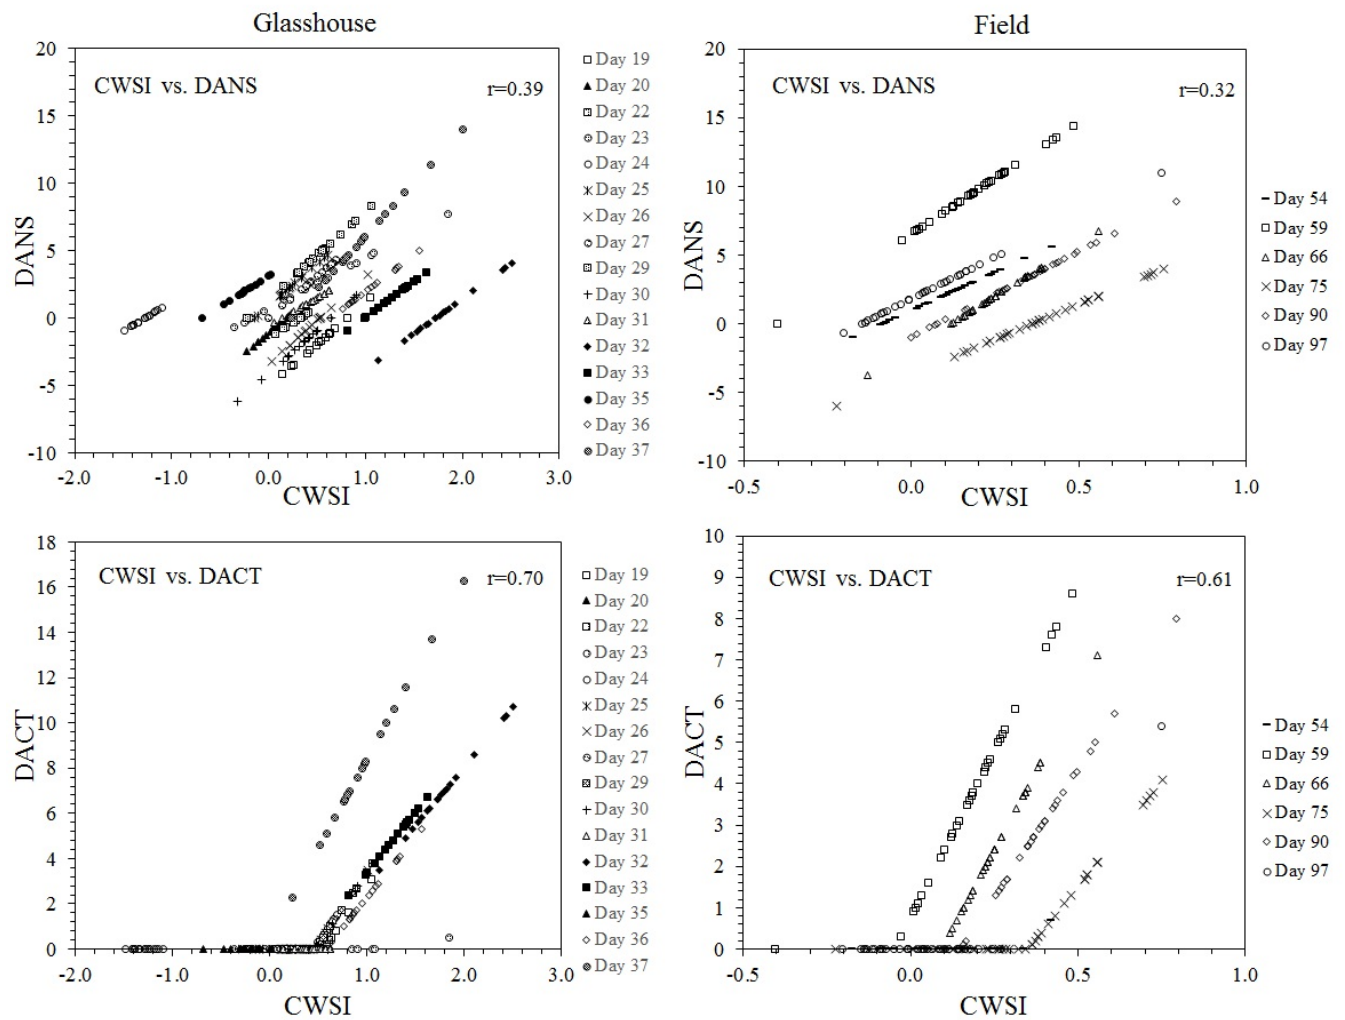 Glasshouse
CWSI vs. DANS
r=0.39
DANS
20
15
10
5
0
-5
-10
-2.0 -1.0 0.0 1.0 2.0 3.0
CWSI
Day 19
Day 20
Day 22
Day 23
Day 24
Day 25
Day 26
Day 27
Day 29
Day 30
Day 31
Day 32
Day 33
Day 35
Day 36
Day 37
Field
CWSI vs. DANS
r=0.32
DANS
20
15
10
5
0
-5
-10
-0.5 0.0 0.5 1.0
CWSI
Day 54
Day 59
Day 66
Day 75
Day 90
Day 97
CWSI vs. DACT
r=0.70
DACT
18
16
14
12
10
8
6
4
2
0
-2.0 -1.0 0.0 1.0 2.0 3.0
CWSI
Day 19
Day 20
Day 22
Day 23
Day 24
Day 25
Day 26
Day 27
Day 29
Day 30
Day 31
Day 32
Day 33
Day 35
Day 36
Day 37
CWSI vs. DACT
r=0.61
DACT
10
9
8
7
6
5
4
3
2
1
0
-0.5 0.0 0.5 1.0
CWSI
Day 54
Day 59
Day 66
Day 75
Day 90
Day 97